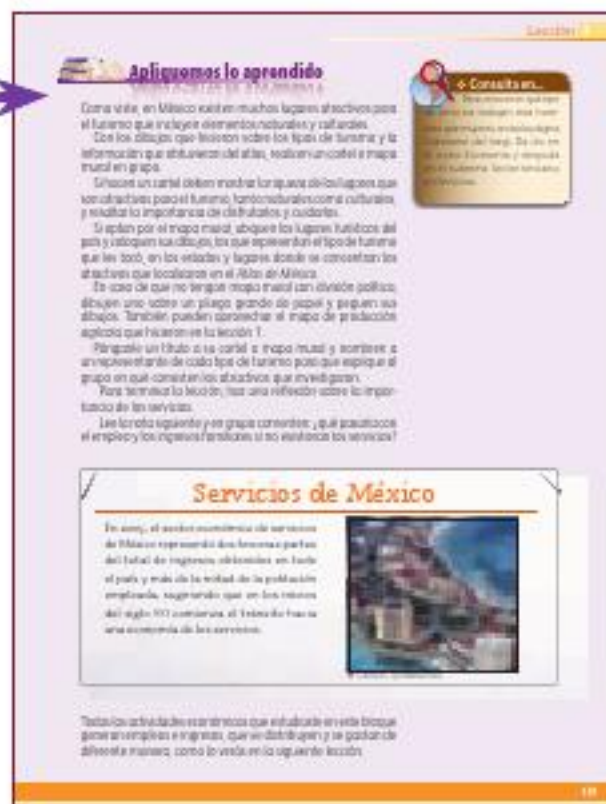 Lección
Apliquemos lo aprendido
Como viste, en México existen muchos lugares atractivos para
el turismo que incluyen elementos naturales y culturales.
Con los dibujos que hicieron sobre los tipos de turismo y la
información que obtuvieron del atlas, realicen un cartel o mapa
mural en grupo.
Si hacen un cartel deben mostrar la riqueza de los lugares que
son atractivos para el turismo, tanto naturales como culturales,
y resaltar la importancia de disfrutarlos y cuidarlos.
Si optan por el mapa mural, ubiquen los lugares turísticos del
país y coloquen sus dibujos, los que representan el tipo de turismo
que les tocó, en los estados y lugares donde se concentran los
atractivos que localizaron en el Atlas de México.
En caso de que no tengan mapa mural con división política,
dibujen uno sobre un pliego grande de papel y peguen sus
dibujos. También pueden aprovechar el mapa de producción
agrícola que hicieron en la lección 1.
Pónganle un título a su cartel o mapa mural y nombren a
un representante de cada tipo de turismo para que explique al
grupo en qué consisten los atractivos que investigaron.
Para terminar la lección, haz una reflexión sobre la impor-
tancia de los servicios.
Lee la nota siguiente y en grupo comenten: ¿qué pasaría con
el empleo y los ingresos familiares si no existieran los servicios?
Consulta en...
Servicios de México
En el sector económico de servicios
de México representó dos terceras partes
del total de ingresos obtenidos en todo
el país y más de la mitad de la población
empleada, sugiriendo que en los inicios
del siglo XXI comienza el tránsito hacia
una economía de los servicios.
Todas las actividades económicas que estudiaste en este bloque
generan empleos e ingresos, que se distribuyen y se gastan de
diferente manera, como lo verás en la siguiente lección.